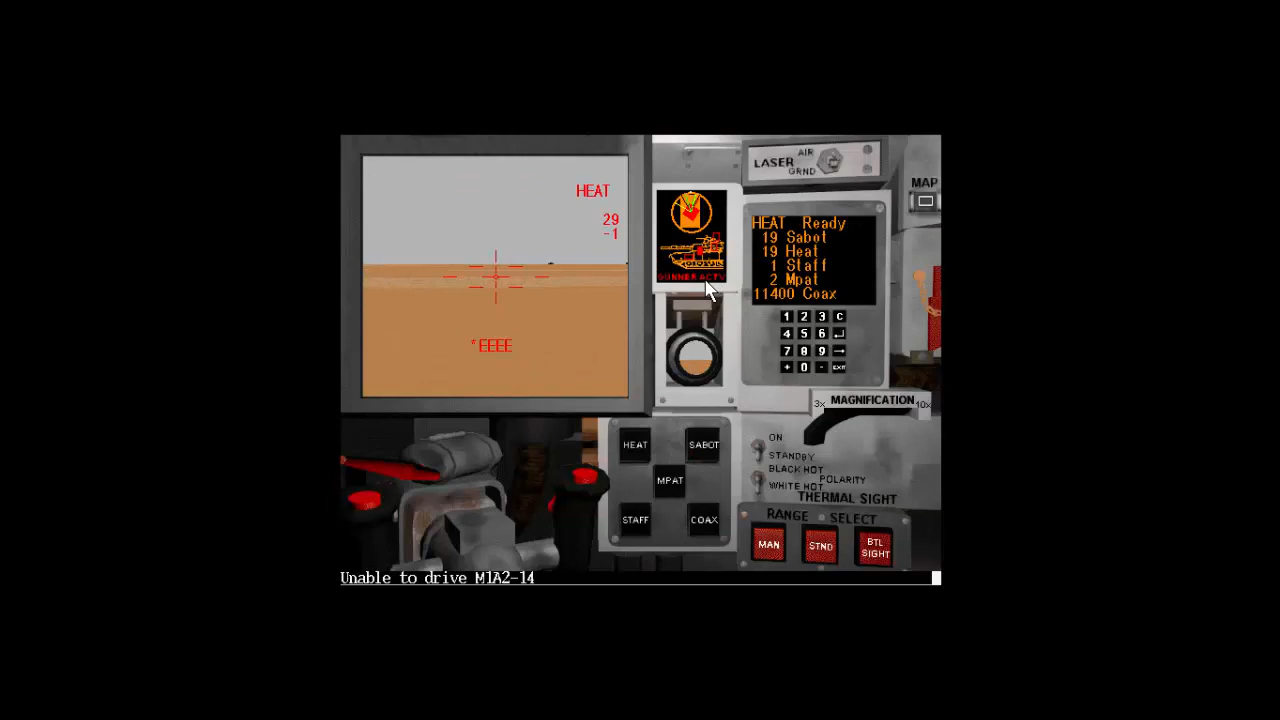 HEAT
29
-1
*EEEE
GUNNER ACTV
LASER
AIR
GRND
MAP
HEAT Ready
19 Sabot
19 Heat
1 Staff
2 Mpat
11400 Coax
1 2 3 C
4 5 6
7 8 9
+ 0 - EXIT
3x MAGNIFICATION 10x
HEAT SABOT
MPAT
STAFF COAX
ON
STANDBY
BLACK HOT
POLARITY
WHITE HOT
THERMAL SIGHT
RANGE SELECT
MAN
STND
BTL
SIGHT
Unable to drive M1A2-14